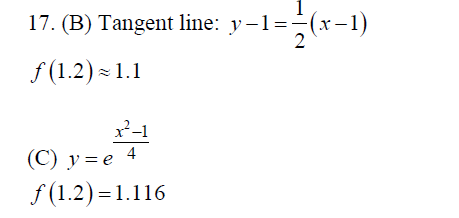 17. (B) Tangent line: y − 1 = 1/2 (x − 1)
f(1.2) ≈ 1.1
(C) y = e^((x²−1)/4)
f(1.2) = 1.116